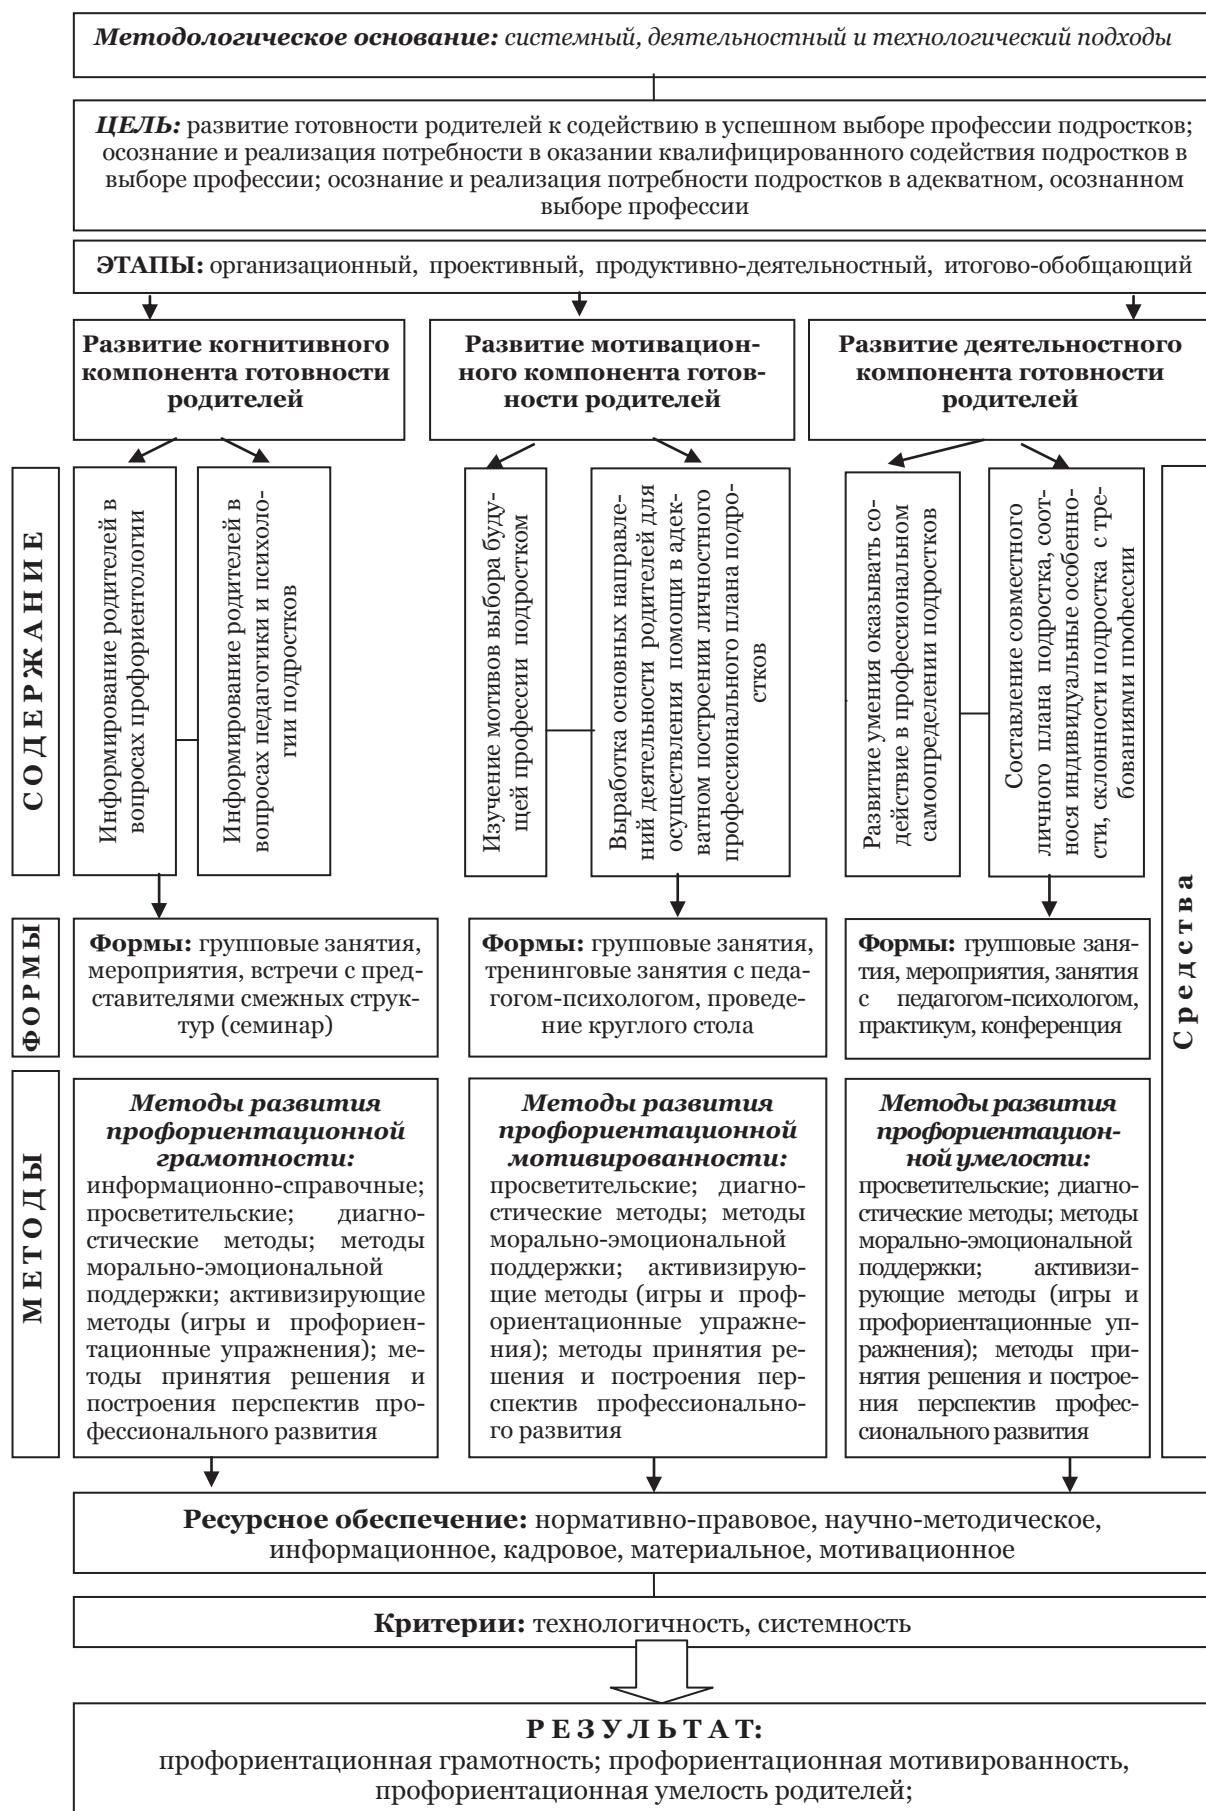 Методологическое основание: системный, деятельностный и технологический подходы
ЦЕЛЬ: развитие готовности родителей к содействию в успешном выборе профессии подростков;
осознание и реализация потребности в оказании квалифицированного содействия подростков в
выборе профессии; осознание и реализация потребности подростков в адекватном, осознанном
выборе профессии
ЭТАПЫ: организационный, проективный, продуктивно-деятельностный, итогово-обобщающий
Развитие когнитивного
компонента готовности
родителей
Развитие мотивацион-
ного компонента готов-
ности родителей
Развитие деятельностного
компонента готовности
родителей
СОДЕРЖАНИЕ
Информирование родителей в
вопросах профориентологии
Информирование родителей в
вопросах педагогики и психоло-
гии подростков
Изучение мотивов выбора буду-
щей профессии подростком
Выработка основных направле-
ний деятельности родителей для
осуществления помощи в адек-
ватном построении личностного
профессионального плана подро-
стков
Развитие умения оказывать со-
действие в профессиональном
самоопределении подростков
Составление совместного
личного плана подростка, соот-
нося индивидуальные особенно-
сти, склонности подростка с тре-
бованиями профессии
Средства
ФОРМЫ
Формы: групповые занятия,
мероприятия, встречи с пред-
ставителями смежных струк-
тур (семинар)
Формы: групповые занятия,
тренинговые занятия с педа-
гогом-психологом, проведе-
ние круглого стола
Формы: групповые заня-
тия, мероприятия, занятия
с педагогом-психологом,
практикум, конференция
МЕТОДЫ
Методы развития
профориентационной
грамотности:
информационно-справочные;
просветительские; диагно-
стические методы; методы
морально-эмоциональной
поддержки; активизирующие
методы (игры и профориен-
тационные упражнения); ме-
тоды принятия решения и
построения перспектив про-
фессионального развития
Методы развития
профориентационной
мотивированности:
просветительские; диагно-
стические методы; методы
морально-эмоциональной
поддержки; активизирую-
щие методы (игры и проф-
ориентационные упражне-
ния); методы принятия ре-
шения и построения пер-
спектив профессионально-
го развития
Методы развития
профориентацион-
ной умелости:
просветительские; диагно-
стические методы; методы
морально-эмоциональной
поддержки; активизи-
рующие методы (игры и
профориентационные уп-
ражнения); методы при-
нятия решения и построе-
ния перспектив профес-
сионального развития
Ресурсное обеспечение: нормативно-правовое, научно-методическое,
информационное, кадровое, материальное, мотивационное
Критерии: технологичность, системность
РЕЗУЛЬТАТ:
профориентационная грамотность; профориентационная мотивированность,
профориентационная умелость родителей;